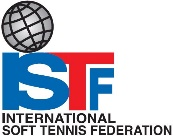 ISTF
INTERNATIONAL
SOFT TENNIS FEDERATION